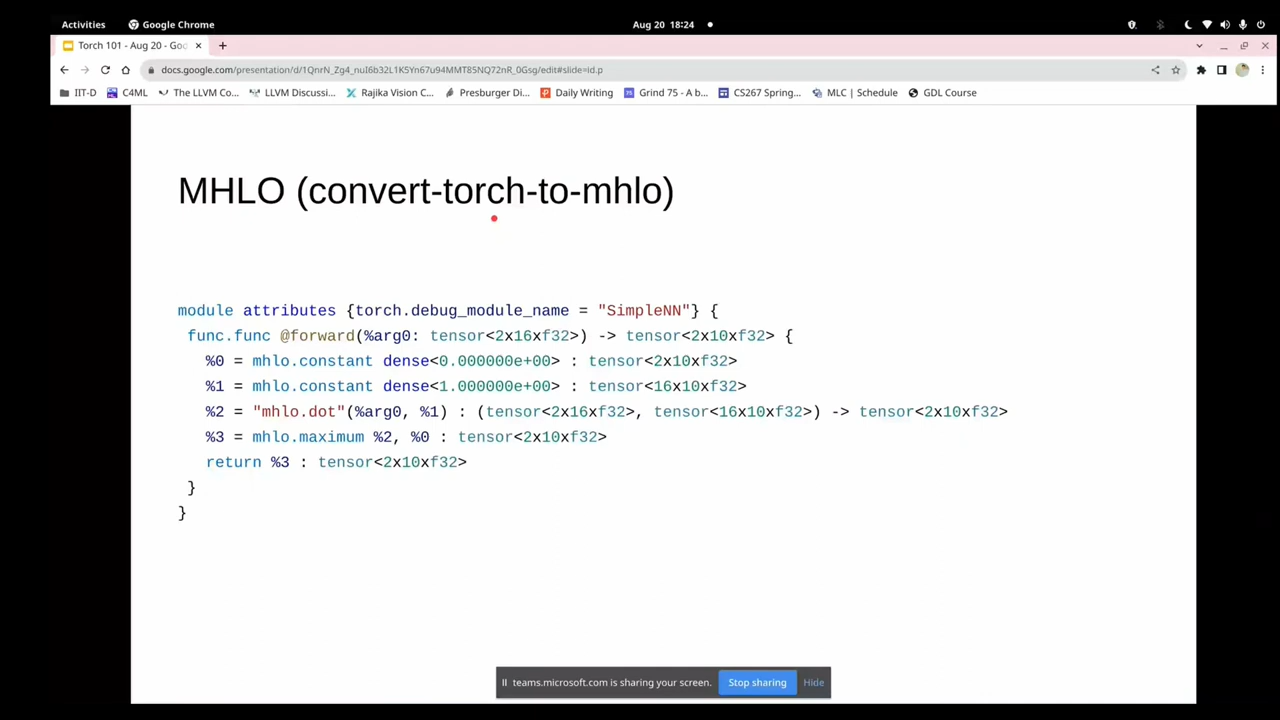 Activities
Google Chrome
Aug 20 18:24
Torch 101 - Aug 20 - Goo
docs.google.com/presentation/d/1QnrN_Zg4_nuI6b32L1K5Yn67u94MMT85NQ72nR_0Gsg/edit#slide=id.p
IIT-D C4ML The LLVM Co... LLVM Discussi... Rajika Vision C... Presburger Di... Daily Writing Grind 75 - A b... CS267 Spring... MLC | Schedule GDL Course
MHLO (convert-torch-to-mhlo)
module attributes {torch.debug_module_name = "SimpleNN"} {
func.func @forward(%arg0: tensor<2x16xf32>) -> tensor<2x10xf32> {
%0 = mhlo.constant dense<0.000000e+00> : tensor<2x10xf32>
%1 = mhlo.constant dense<1.000000e+00> : tensor<16x10xf32>
%2 = "mhlo.dot"(%arg0, %1) : (tensor<2x16xf32>, tensor<16x10xf32>) -> tensor<2x10xf32>
%3 = mhlo.maximum %2, %0 : tensor<2x10xf32>
return %3 : tensor<2x10xf32>
}
}
teams.microsoft.com is sharing your screen. Stop sharing Hide